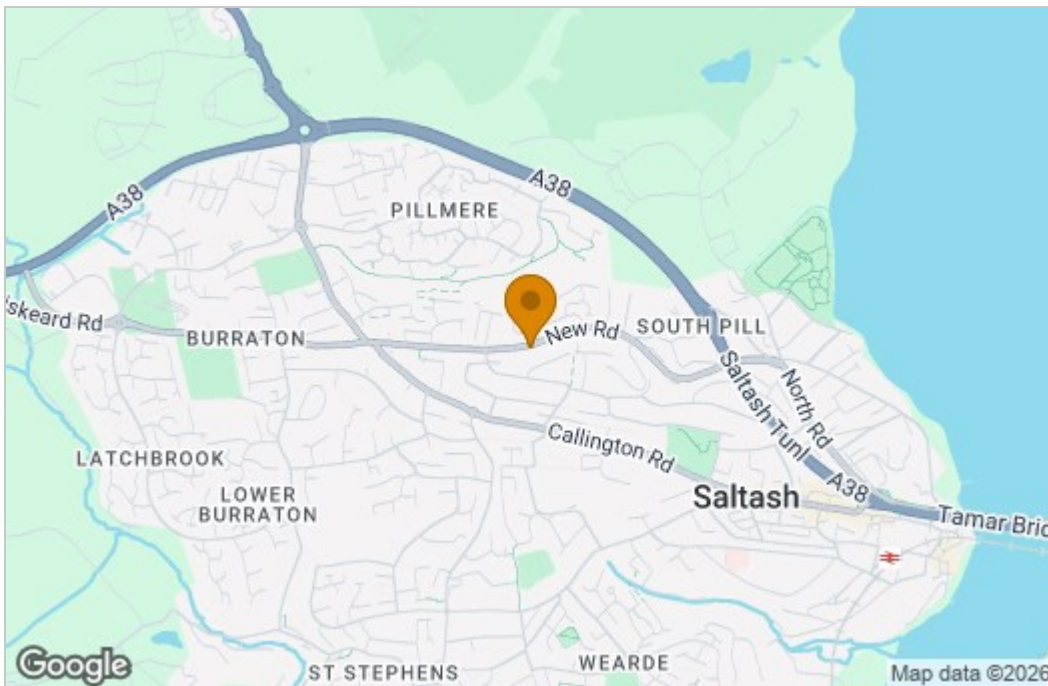 A38
A38
PILLMERE
iskeard Rd
BURRATON
New Rd
SOUTH PILL
Saltash Tunl
North Rd
LATCHBROOK
Callington Rd
LOWER
BURRATON
Saltash
A38
Tamar Brid
ST STEPHENS
WEARDE
Google
Map data ©2026